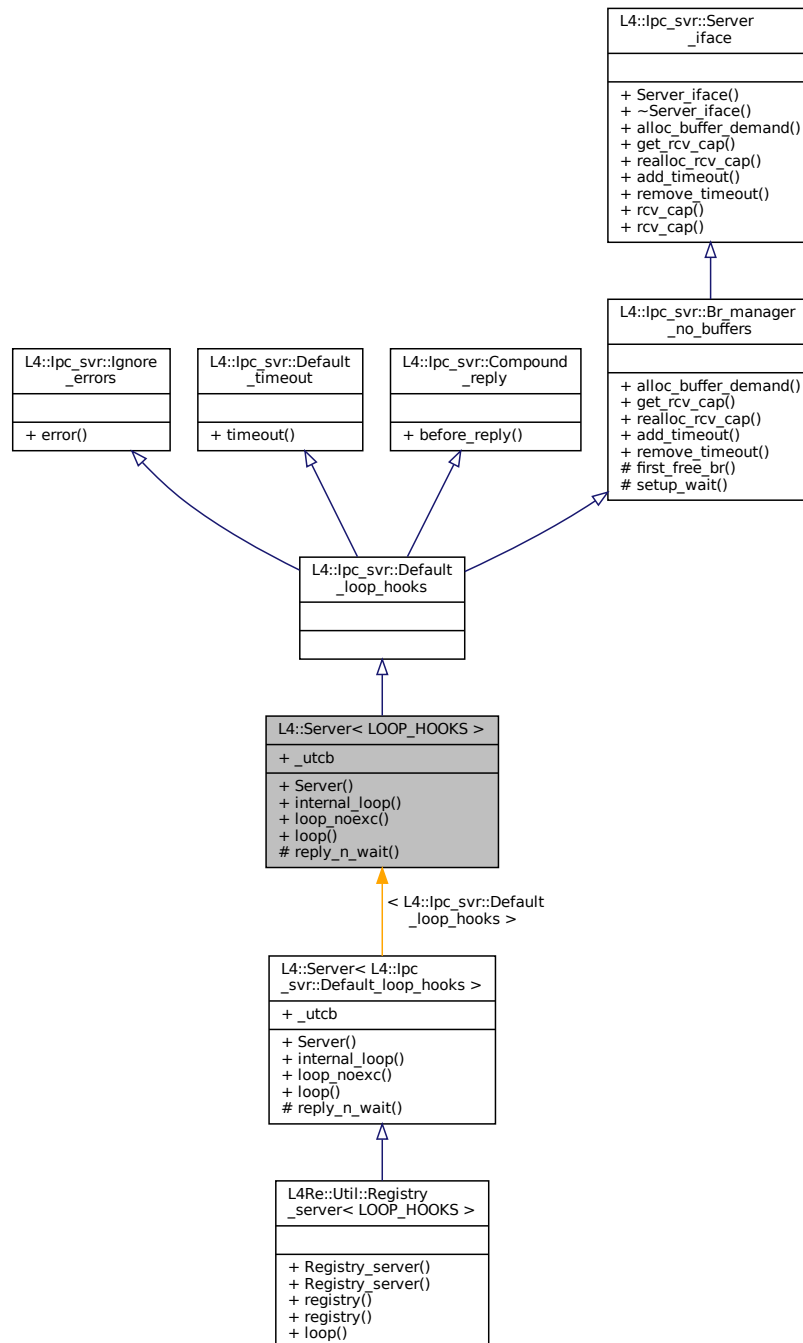 L4::Ipc_svr::Server
_iface
+ Server_iface()
+ ~Server_iface()
+ alloc_buffer_demand()
+ get_rcv_cap()
+ realloc_rcv_cap()
+ add_timeout()
+ remove_timeout()
+ rcv_cap()
+ rcv_cap()
L4::Ipc_svr::Ignore
_errors
+ error()
L4::Ipc_svr::Default
_timeout
+ timeout()
L4::Ipc_svr::Compound
_reply
+ before_reply()
L4::Ipc_svr::Br_manager
_no_buffers
+ alloc_buffer_demand()
+ get_rcv_cap()
+ realloc_rcv_cap()
+ add_timeout()
+ remove_timeout()
# first_free_br()
# setup_wait()
L4::Ipc_svr::Default
_loop_hooks
L4::Server< LOOP_HOOKS >
+ _utcb
+ Server()
+ internal_loop()
+ loop_noexc()
+ loop()
# reply_n_wait()
< L4::Ipc_svr::Default
_loop_hooks >
L4::Server< L4::Ipc
_svr::Default_loop_hooks >
+ _utcb
+ Server()
+ internal_loop()
+ loop_noexc()
+ loop()
# reply_n_wait()
L4Re::Util::Registry
_server< LOOP_HOOKS >
+ Registry_server()
+ Registry_server()
+ registry()
+ registry()
+ loop()